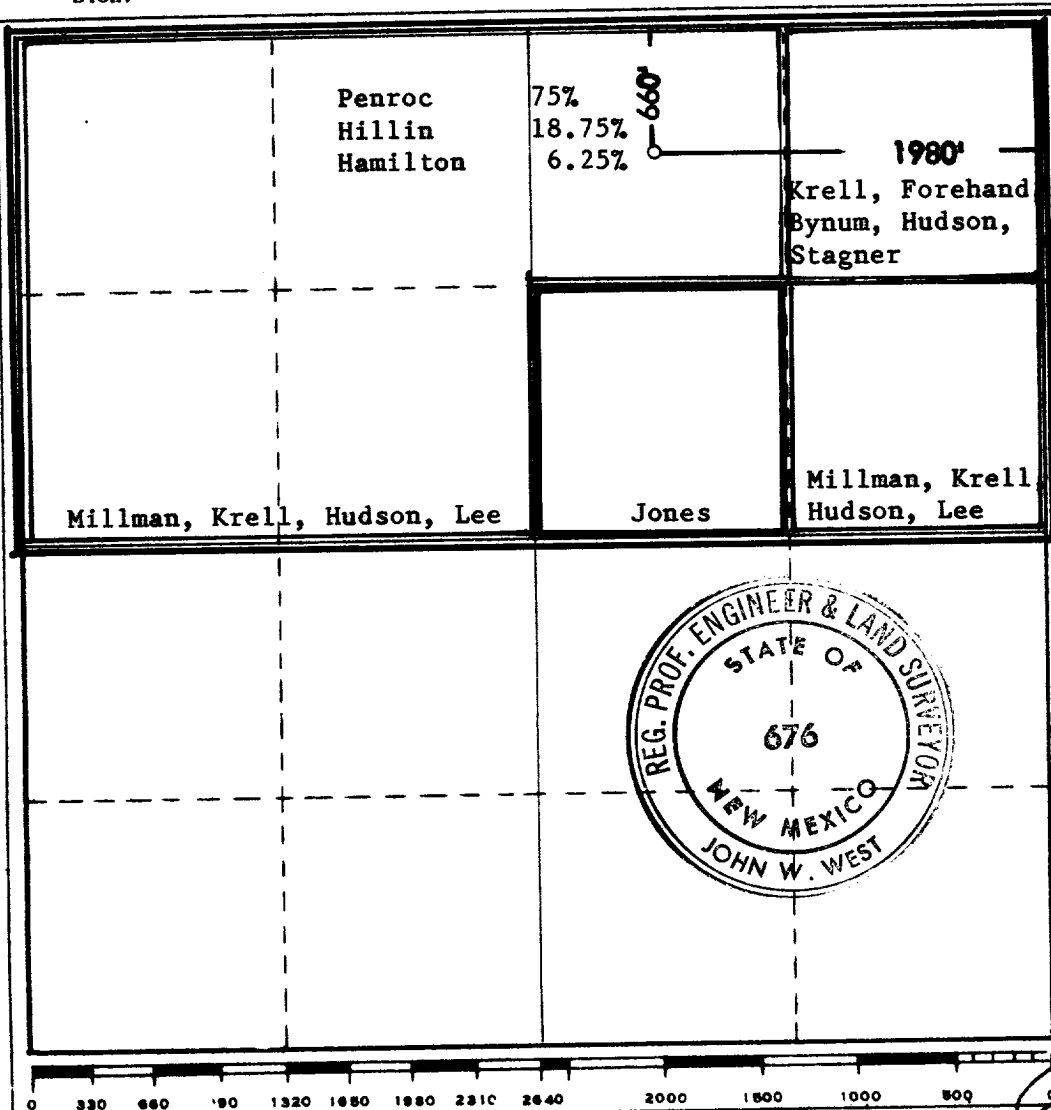 Penroc 75%
Hillin 18.75%
Hamilton 6.25%
660'
1980'
Krell, Forehand
Bynum, Hudson,
Stagner
Millman, Krell, Hudson, Lee
Jones
Millman, Krell,
Hudson, Lee
REG. PROF. ENGINEER & LAND SURVEYOR
STATE OF
676
NEW MEXICO
JOHN W. WEST
0 330 660 '90 1320 1650 1980 2310 2640 2000 1500 1000 500